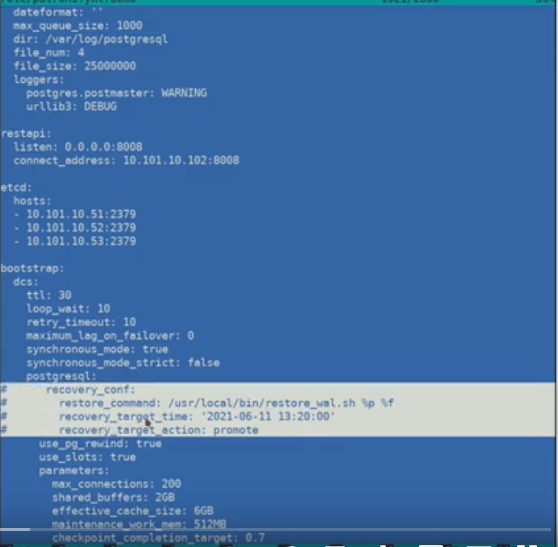 dateformat: ''
max_queue_size: 1000
dir: /var/log/postgresql
file_num: 4
file_size: 25000000
loggers:
postgres.postmaster: WARNING
urllib3: DEBUG
restapi:
listen: 0.0.0.0:8008
connect_address: 10.101.10.102:8008
etcd:
hosts:
- 10.101.10.51:2379
- 10.101.10.52:2379
- 10.101.10.53:2379
bootstrap:
dcs:
ttl: 30
loop_wait: 10
retry_timeout: 10
maximum_lag_on_failover: 0
synchronous_mode: true
synchronous_mode_strict: false
postgresql:
# recovery_conf:
# restore_command: /usr/local/bin/restore_wal.sh %p %f
# recovery_target_time: '2021-06-11 13:20:00'
# recovery_target_action: promote
use_pg_rewind: true
use_slots: true
parameters:
max_connections: 200
shared_buffers: 2GB
effective_cache_size: 6GB
maintenance_work_mem: 512MB
checkpoint_completion_target: 0.7